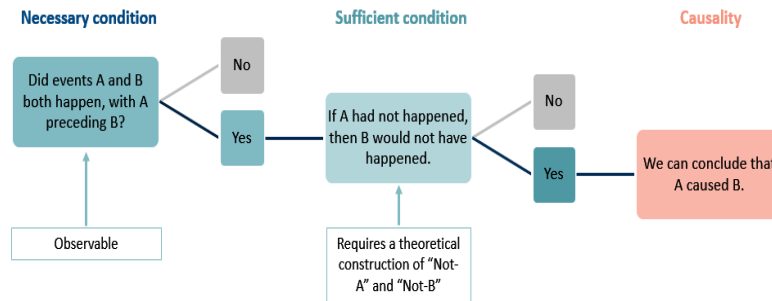 Necessary condition
Sufficient condition
Causality
Did events A and B
both happen, with A
preceding B?
No
Yes
If A had not happened,
then B would not have
happened.
No
Yes
We can conclude that
A caused B.
Observable
Requires a theoretical
construction of “Not-
A” and “Not-B”